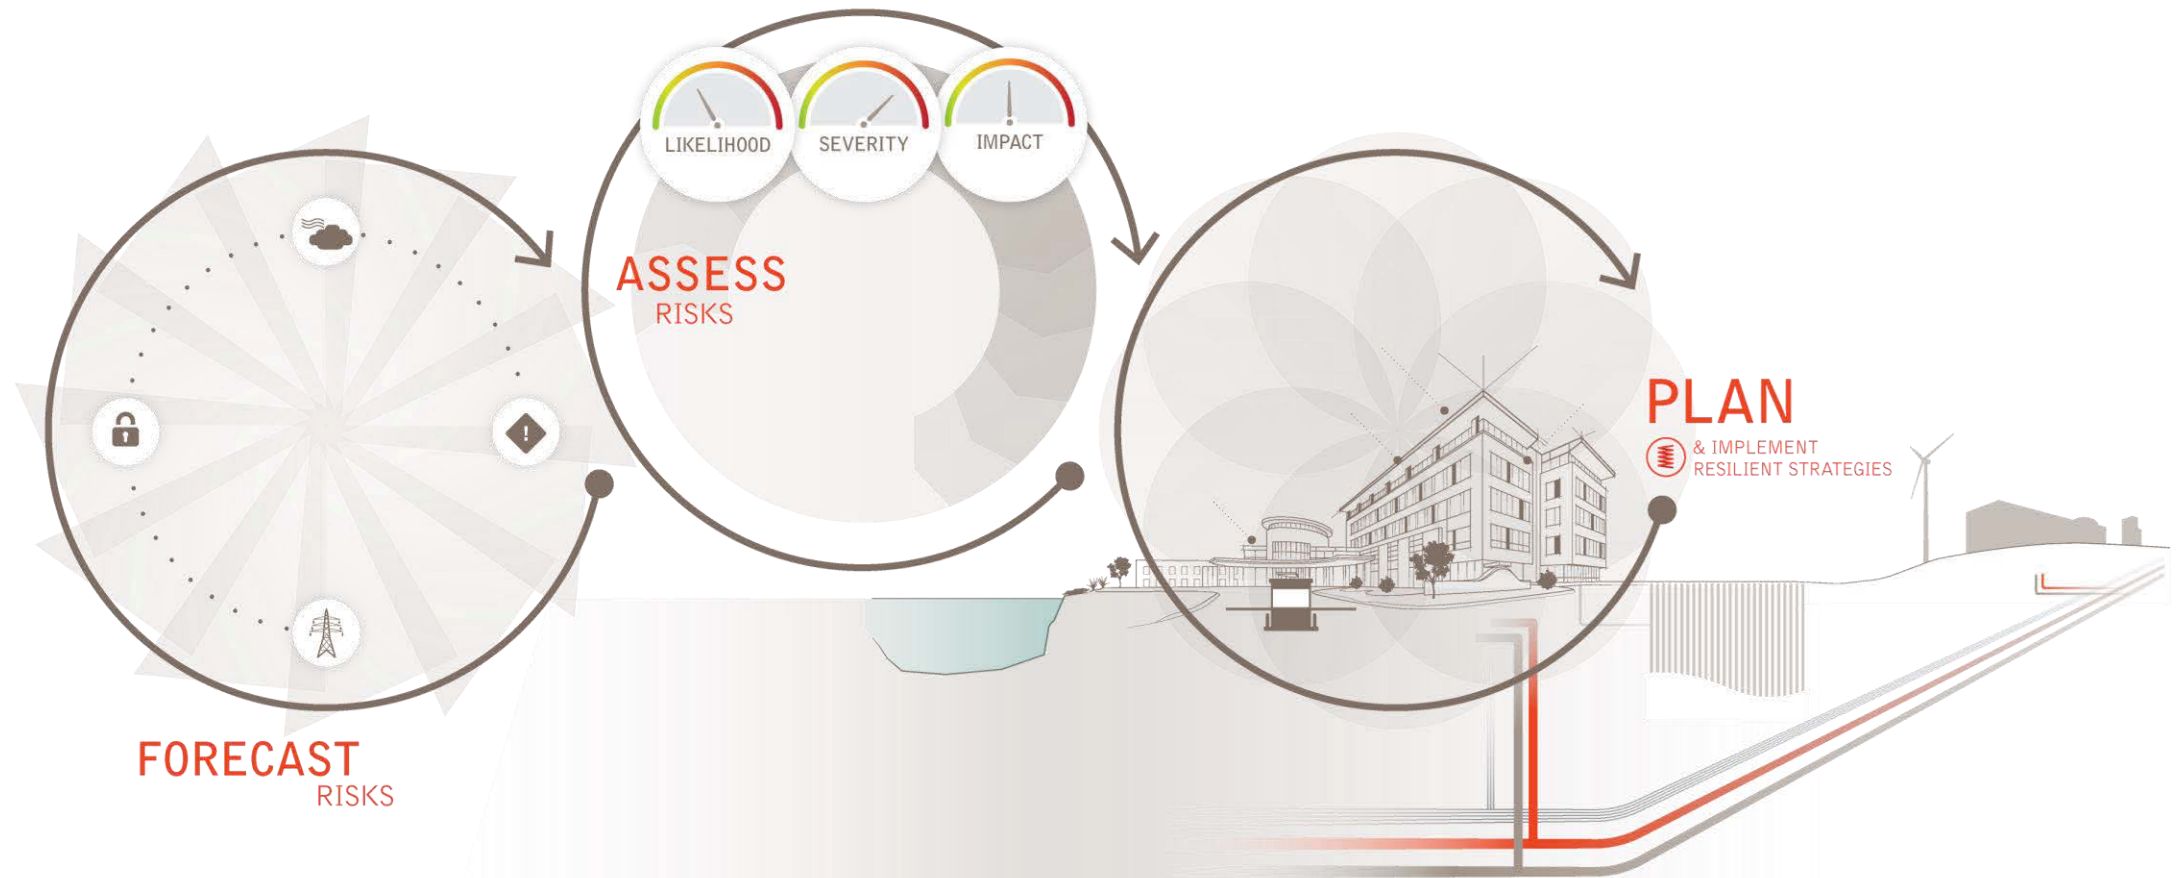 LIKELIHOOD
SEVERITY
IMPACT
ASSESS
RISKS
FORECAST
RISKS
PLAN
& IMPLEMENT
RESILIENT STRATEGIES
!